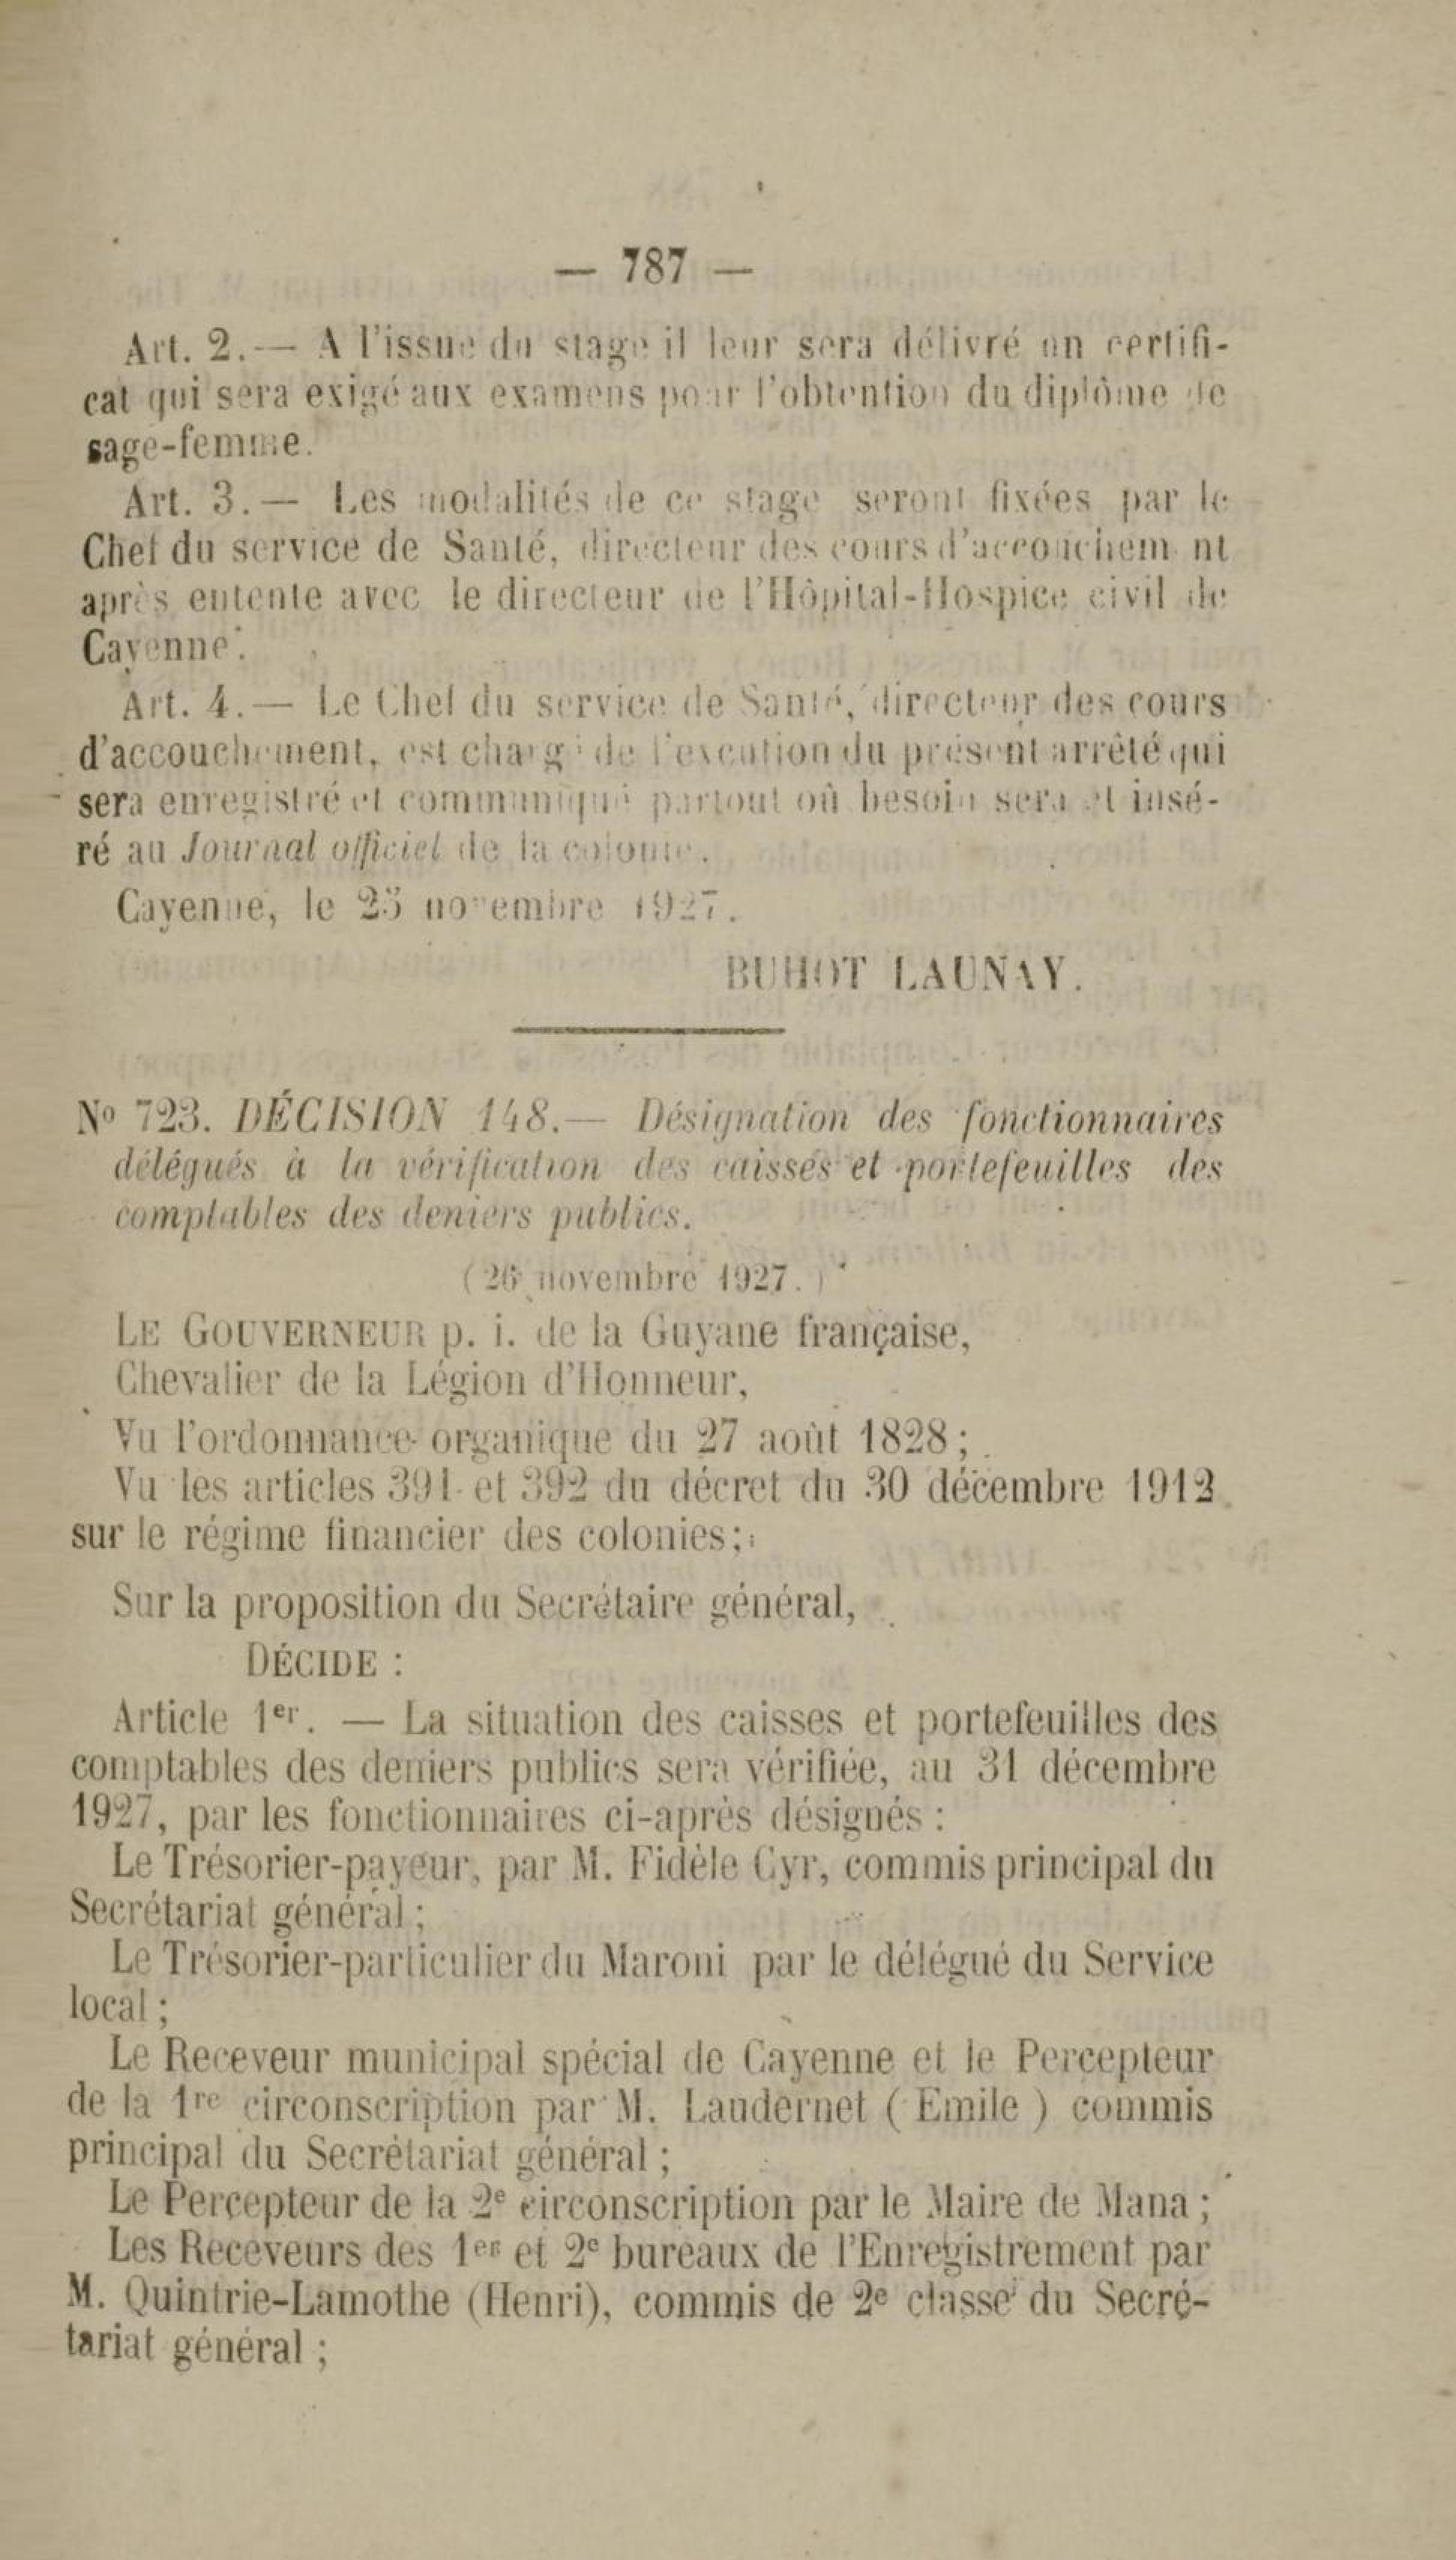 — 787 —
Art. 2.— A l'issue du stage il leur sera délivré un certifi-
cat qui sera exigé aux examens pour l'obtention du diplôme de
sage-femme.
Art. 3.— Les modalités de ce stage seront fixées par le
Chef du service de Santé, directeur des cours d'accouchem nt
après entente avec le directeur de l'Hôpital-Hospice civil de
Cayenne.
Art. 4.— Le Chef du service de Santé, directeur des cours
d'accouchement, est chargé de l'exécution du présent arrêté qui
sera enregistré et communiqué partout où besoin sera et insé-
ré au Journal officiel de la colonie.
Cayenne, le 25 novembre 1927.
BUHOT LAUNAY.
Nº 723. DÉCISION 148.— Désignation des fonctionnaires
délégués à la vérification des caisses et portefeuilles des
comptables des deniers publics.
(26 novembre 1927.)
LE GOUVERNEUR p. i. de la Guyane française,
Chevalier de la Légion d'Honneur,
Vu l'ordonnance organique du 27 août 1828;
Vu les articles 391 et 392 du décret du 30 décembre 1912
sur le régime financier des colonies;
Sur la proposition du Secrétaire général,
DÉCIDE :
Article 1er. — La situation des caisses et portefeuilles des
comptables des deniers publics sera vérifiée, au 31 décembre
1927, par les fonctionnaires ci-après désignés :
Le Trésorier-payeur, par M. Fidèle Cyr, commis principal du
Secrétariat général ;
Le Trésorier-particulier du Maroni par le délégué du Service
local ;
Le Receveur municipal spécial de Cayenne et le Percepteur
de la 1re circonscription par M. Laudernet ( Emile ) commis
principal du Secrétariat général ;
Le Percepteur de la 2e circonscription par le Maire de Mana ;
Les Receveurs des 1er et 2e bureaux de l'Enregistrement par
M. Quintrie-Lamothe (Henri), commis de 2e classe du Secré-
tariat général ;